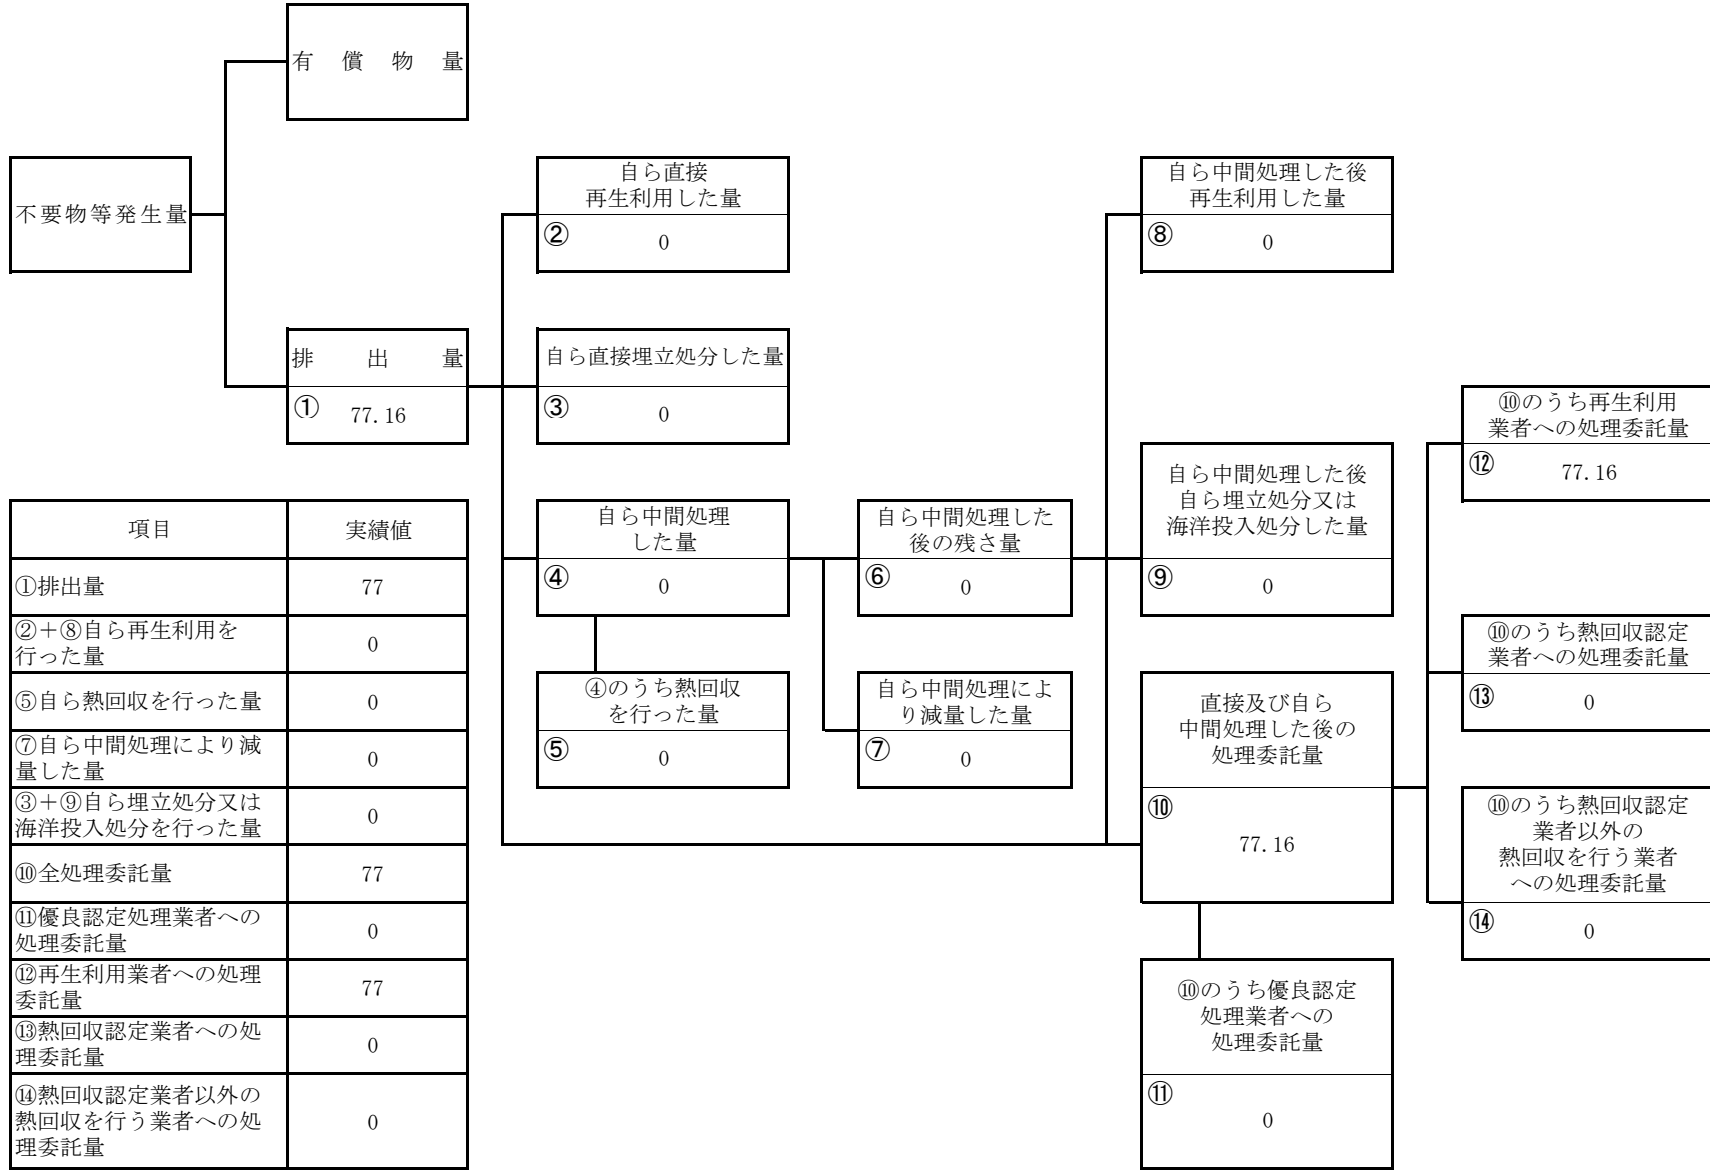 有償物量
不要物等発生量
排出量
①
77.16
自ら直接
再生利用した量
②
0
自ら直接埋立処分した量
③
0
自ら中間処理
した量
④
0
④のうち熱回収
を行った量
⑤
0
自ら中間処理した
後の残さ量
⑥
0
自ら中間処理によ
り減量した量
⑦
0
自ら中間処理した後
再生利用した量
⑧
0
自ら中間処理した後
自ら埋立処分又は
海洋投入処分した量
⑨
0
直接及び自ら
中間処理した後の
処理委託量
⑩
77.16
⑩のうち優良認定
処理業者への
処理委託量
⑪
0
⑩のうち再生利用
業者への処理委託量
⑫
77.16
⑩のうち熱回収認定
業者への処理委託量
⑬
0
⑩のうち熱回収認定
業者以外の
熱回収を行う業者
への処理委託量
⑭
0
項目 実績値
①排出量 77
②＋⑧自ら再生利用を
行った量 0
⑤自ら熱回収を行った量 0
⑦自ら中間処理により減
量した量 0
③＋⑨自ら埋立処分又は
海洋投入処分を行った量 0
⑩全処理委託量 77
⑪優良認定処理業者への
処理委託量 0
⑫再生利用業者への処理
委託量 77
⑬熱回収認定業者への処
理委託量 0
⑭熱回収認定業者以外の
熱回収を行う業者への処
理委託量 0